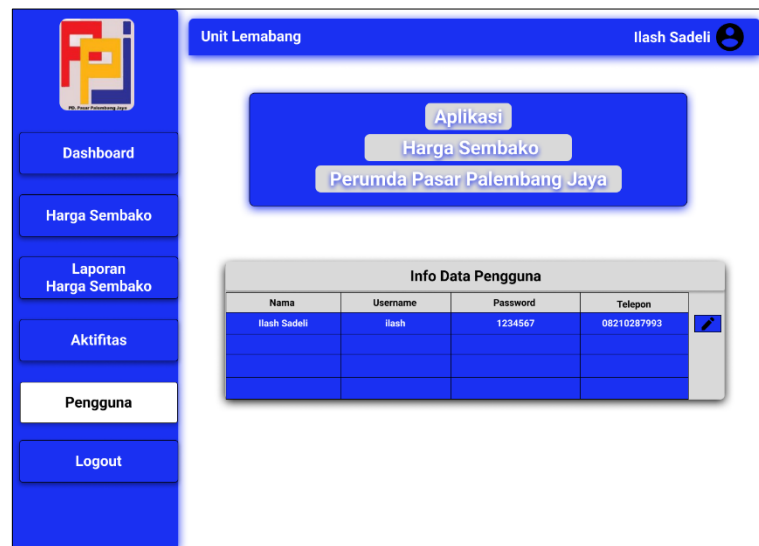 PD. Pasar Palembang Jaya
Unit Lemabang
Ilash Sadeli
Dashboard
Harga Sembako
Laporan
Harga Sembako
Aktifitas
Pengguna
Logout
Aplikasi
Harga Sembako
Perumda Pasar Palembang Jaya
Info Data Pengguna
Nama Username Password Telepon
Ilash Sadeli ilash 1234567 08210287993